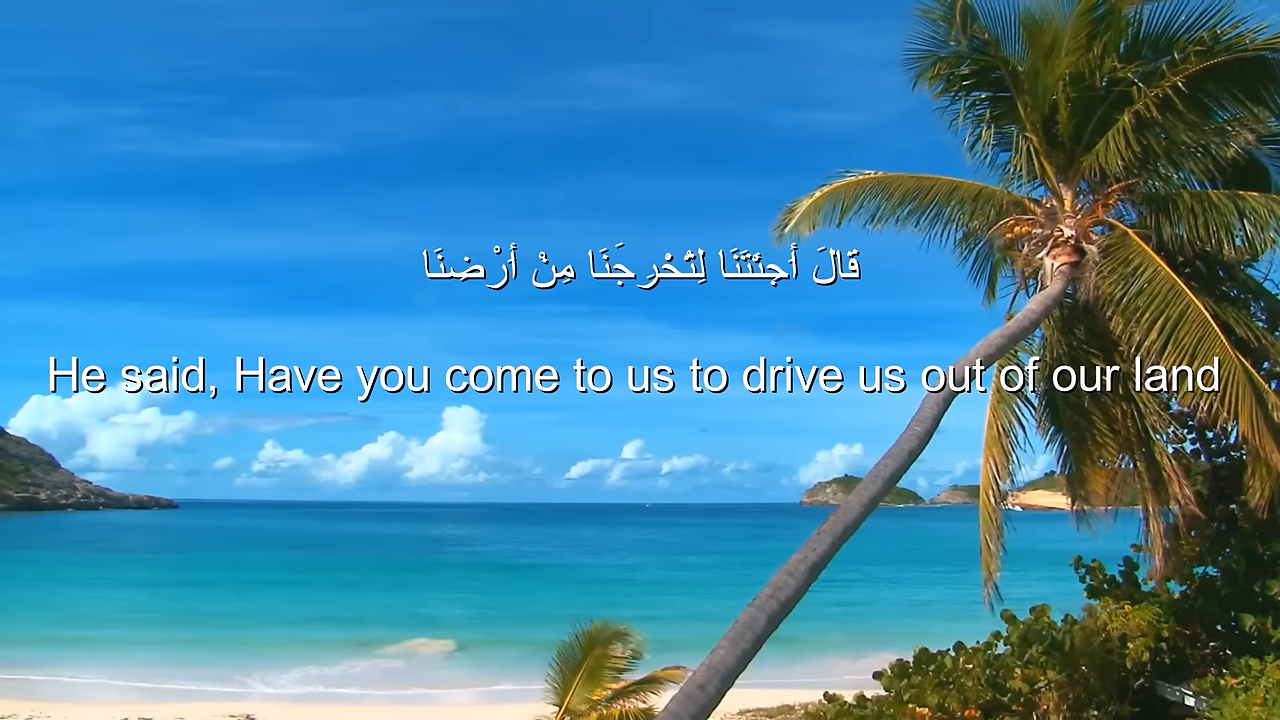 قَالَ أَجِئْتَنَا لِتُخْرِجَنَا مِنْ أَرْضِنَا
He said, Have you come to us to drive us out of our land